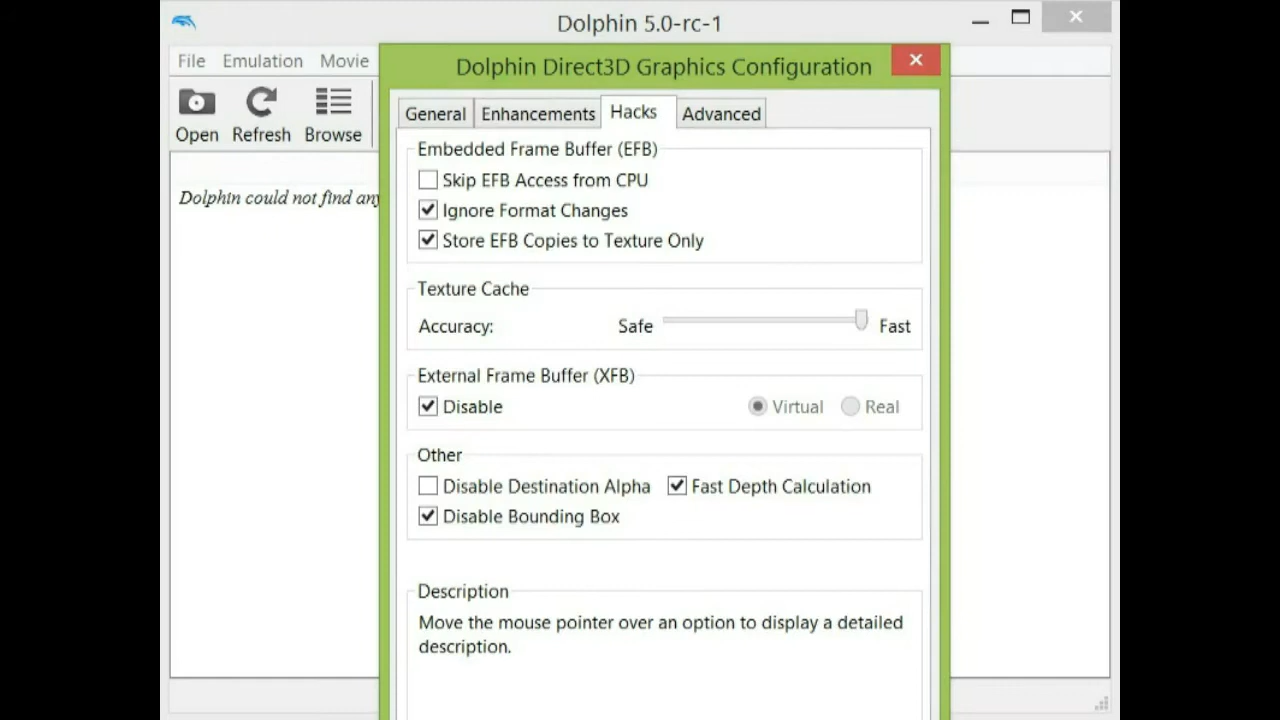 Dolphin 5.0-rc-1
File Emulation Movie
Dolphin Direct3D Graphics Configuration
Open Refresh Browse
General Enhancements Hacks Advanced
Embedded Frame Buffer (EFB)
Skip EFB Access from CPU
Dolphin could not find any
Ignore Format Changes
Store EFB Copies to Texture Only
Texture Cache
Accuracy: Safe Fast
External Frame Buffer (XFB)
Disable Virtual Real
Other
Disable Destination Alpha Fast Depth Calculation
Disable Bounding Box
Description
Move the mouse pointer over an option to display a detailed
description.